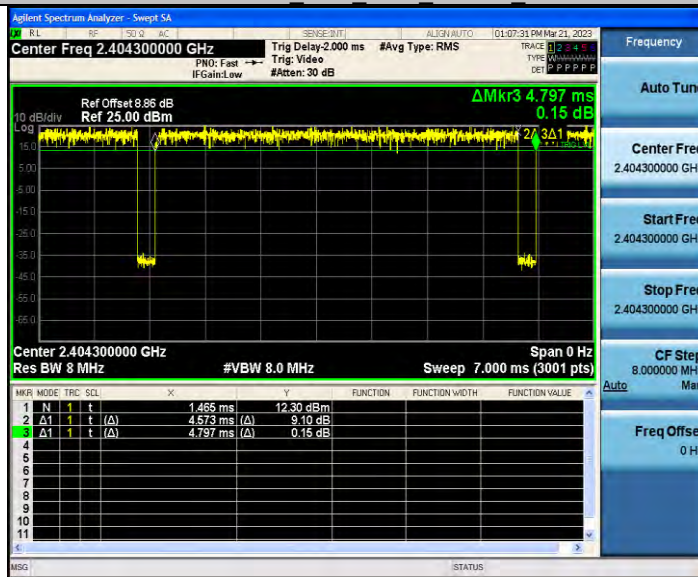 Agilent Spectrum Analyzer - Swept SA
RL RF 50 Ω AC SENSE:INT ALIGN AUTO 01:07:31 PM Mar 21, 2023
Center Freq 2.404300000 GHz
PNO: Fast
IFGain:Low
Trig Delay-2.000 ms
Trig: Video
#Atten: 30 dB
#Avg Type: RMS
TRACE 1 2 3 4 5 6
TYPE
DET P P P P P P
Frequency
Auto Tune
Center Freq
2.404300000 GH
Start Freq
2.404300000 GH
Stop Freq
2.404300000 GH
CF Step
8.000000 MH
Auto Ma
Freq Offse
0 H
ΔMkr3 4.797 ms
0.15 dB
Ref Offset 8.86 dB
Ref 25.00 dBm
10 dB/div
Log
15.0
5.00
-5.00
-15.0
-25.0
-35.0
-45.0
-55.0
-65.0
2Δ 3Δ1
Center 2.404300000 GHz Span 0 Hz
Res BW 8 MHz #VBW 8.0 MHz Sweep 7.000 ms (3001 pts)
MKR MODE TRC SCL X Y FUNCTION FUNCTION WIDTH FUNCTION VALUE
1 N 1 t 1.465 ms 12.30 dBm
2 Δ1 1 t (Δ) 4.573 ms (Δ) 9.10 dB
3 Δ1 1 t (Δ) 4.797 ms (Δ) 0.15 dB
4
5
6
7
8
9
10
11
MSG STATUS